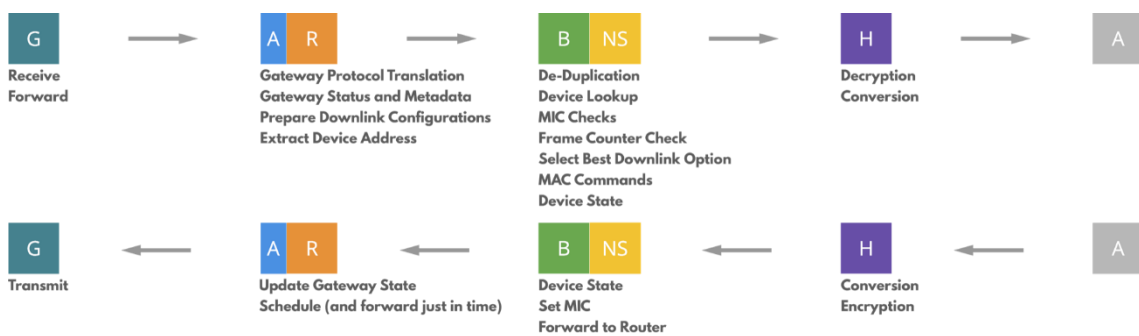 G
A R
B NS
H
A
Receive
Forward
Gateway Protocol Translation
Gateway Status and Metadata
Prepare Downlink Configurations
Extract Device Address
De-Duplication
Device Lookup
MIC Checks
Frame Counter Check
Select Best Downlink Option
MAC Commands
Device State
Decryption
Conversion
G
A R
B NS
H
A
Transmit
Update Gateway State
Schedule (and forward just in time)
Device State
Set MIC
Forward to Router
Conversion
Encryption